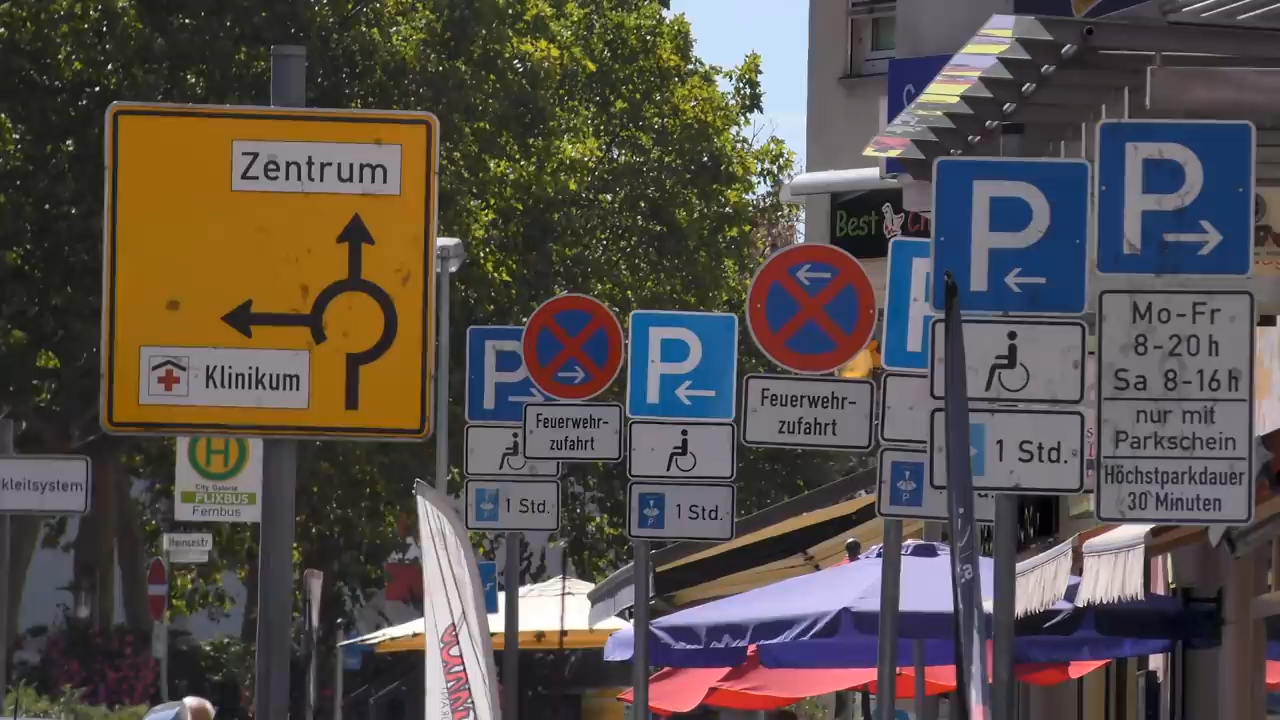 Zentrum
Klinikum
kleitsystem
H
City Galerie
FLIXBUS
Fernbus
Heinsestr
P
1 Std.
Feuerwehr-
zufahrt
P
1 Std.
Feuerwehr-
zufahrt
P
P
Best
P
1 Std.
P
Mo-Fr
8-20 h
Sa 8-16 h
nur mit
Parkschein
Höchstparkdauer
30 Minuten